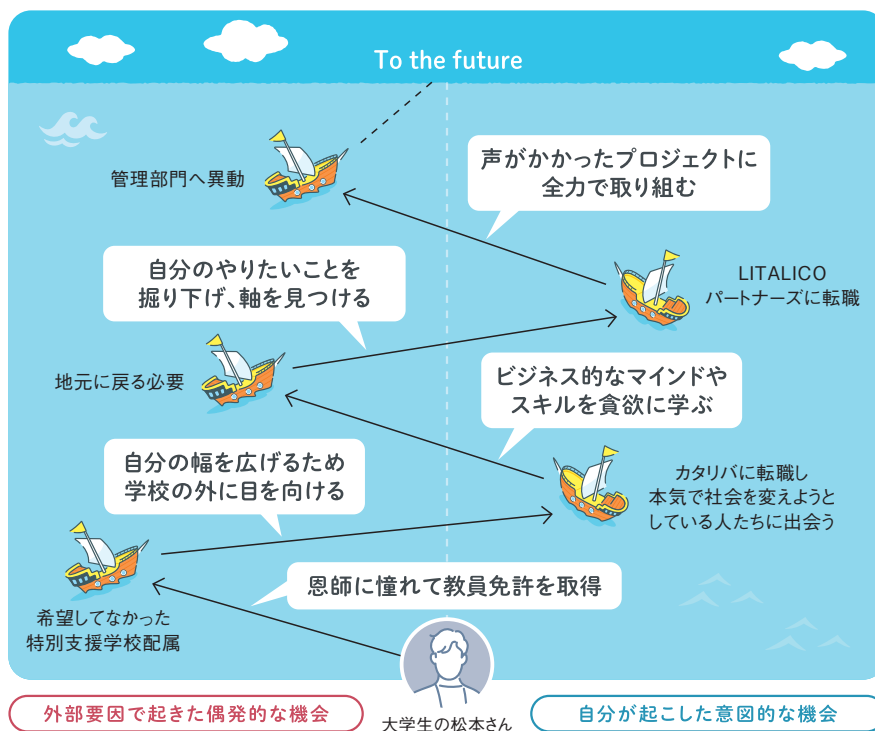 To the future
声がかかったプロジェクトに
全力で取り組む
管理部門へ異動
自分のやりたいことを
掘り下げ、軸を見つける
LITALICO
パートナーズに転職
地元に戻る必要
ビジネス的なマインドや
スキルを貪欲に学ぶ
自分の幅を広げるため
学校の外に目を向ける
カタリバに転職し
本気で社会を変えようと
している人たちに出会う
恩師に憧れて教員免許を取得
希望してなかった
特別支援学校配属
外部要因で起きた偶発的な機会
大学生の松本さん
自分が起こした意図的な機会